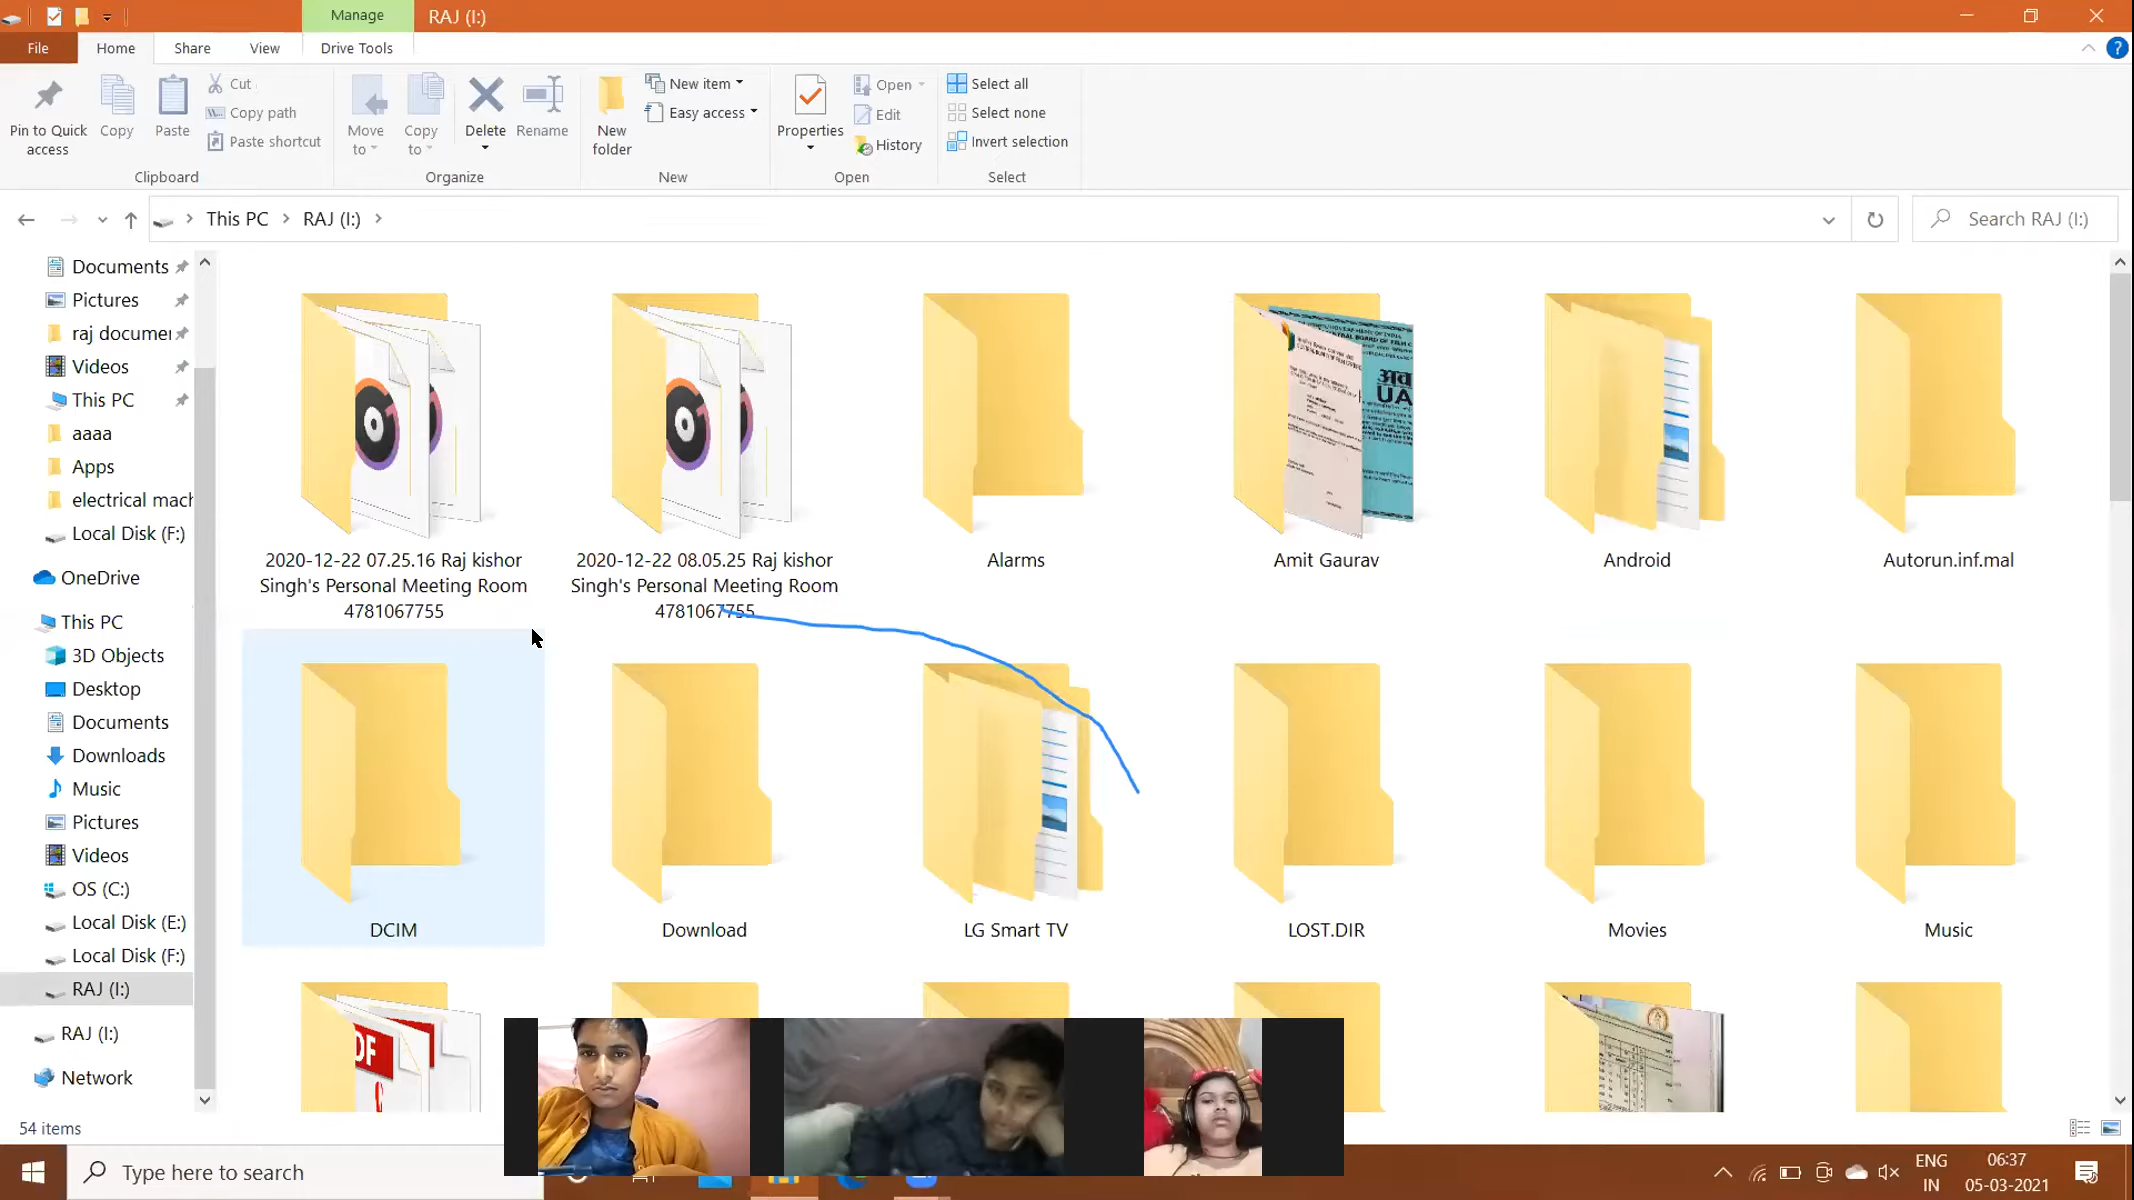 Manage
RAJ (I:)
File
Home
Share
View
Drive Tools
Pin to Quick access
Copy
Paste
Cut
Copy path
Paste shortcut
Move to
Copy to
Delete
Rename
New folder
New item
Easy access
Properties
Open
Edit
History
Select all
Select none
Invert selection
Clipboard
Organize
New
Open
Select
This PC
RAJ (I:)
Search RAJ (I:)
Documents
Pictures
raj documer
Videos
This PC
aaaa
Apps
electrical mach
Local Disk (F:)
OneDrive
This PC
3D Objects
Desktop
Documents
Downloads
Music
Pictures
Videos
OS (C:)
Local Disk (E:)
Local Disk (F:)
RAJ (I:)
RAJ (I:)
Network
2020-12-22 07.25.16 Raj kishor
Singh's Personal Meeting Room
4781067755
2020-12-22 08.05.25 Raj kishor
Singh's Personal Meeting Room
4781067755
Alarms
Amit Gaurav
Android
Autorun.inf.mal
UA
DCIM
Download
LG Smart TV
LOST.DIR
Movies
Music
DF
54 items
Type here to search
ENG
IN
06:37
05-03-2021